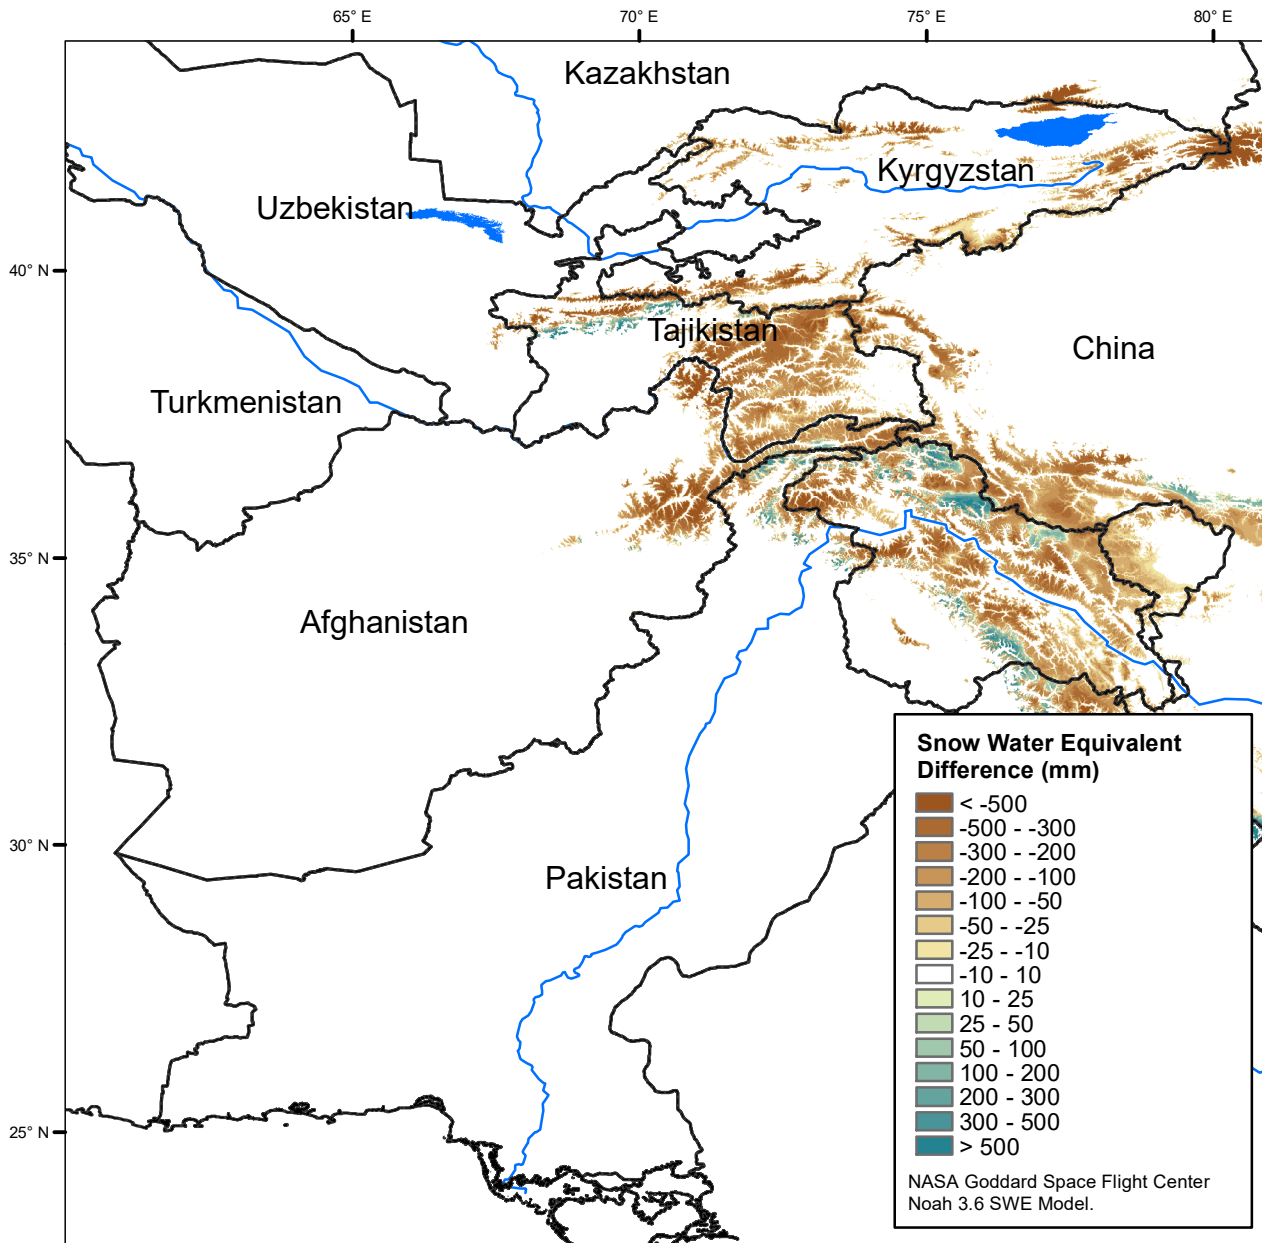 65° E
70° E
75° E
80° E
Kazakhstan
Kyrgyzstan
Uzbekistan
40° N
Tajikistan
China
Turkmenistan
35° N
Afghanistan
30° N
Pakistan
25° N
Snow Water Equivalent
Difference (mm)
< -500
-500 - -300
-300 - -200
-200 - -100
-100 - -50
-50 - -25
-25 - -10
-10 - 10
10 - 25
25 - 50
50 - 100
100 - 200
200 - 300
300 - 500
> 500
NASA Goddard Space Flight Center
Noah 3.6 SWE Model.